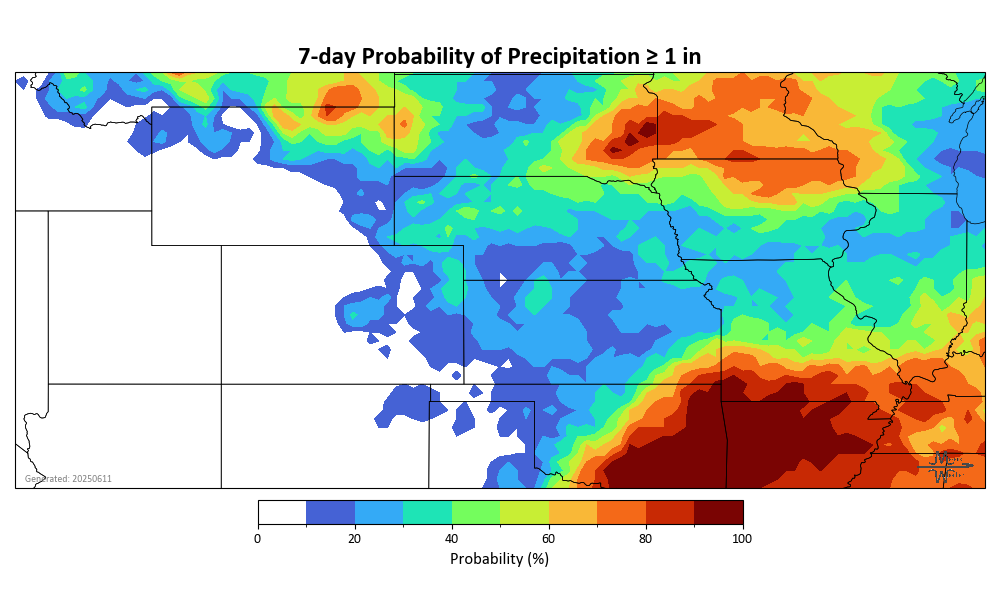 7-day Probability of Precipitation ≥ 1 in
Generated: 20250611
0 20 40 60 80 100
Probability (%)